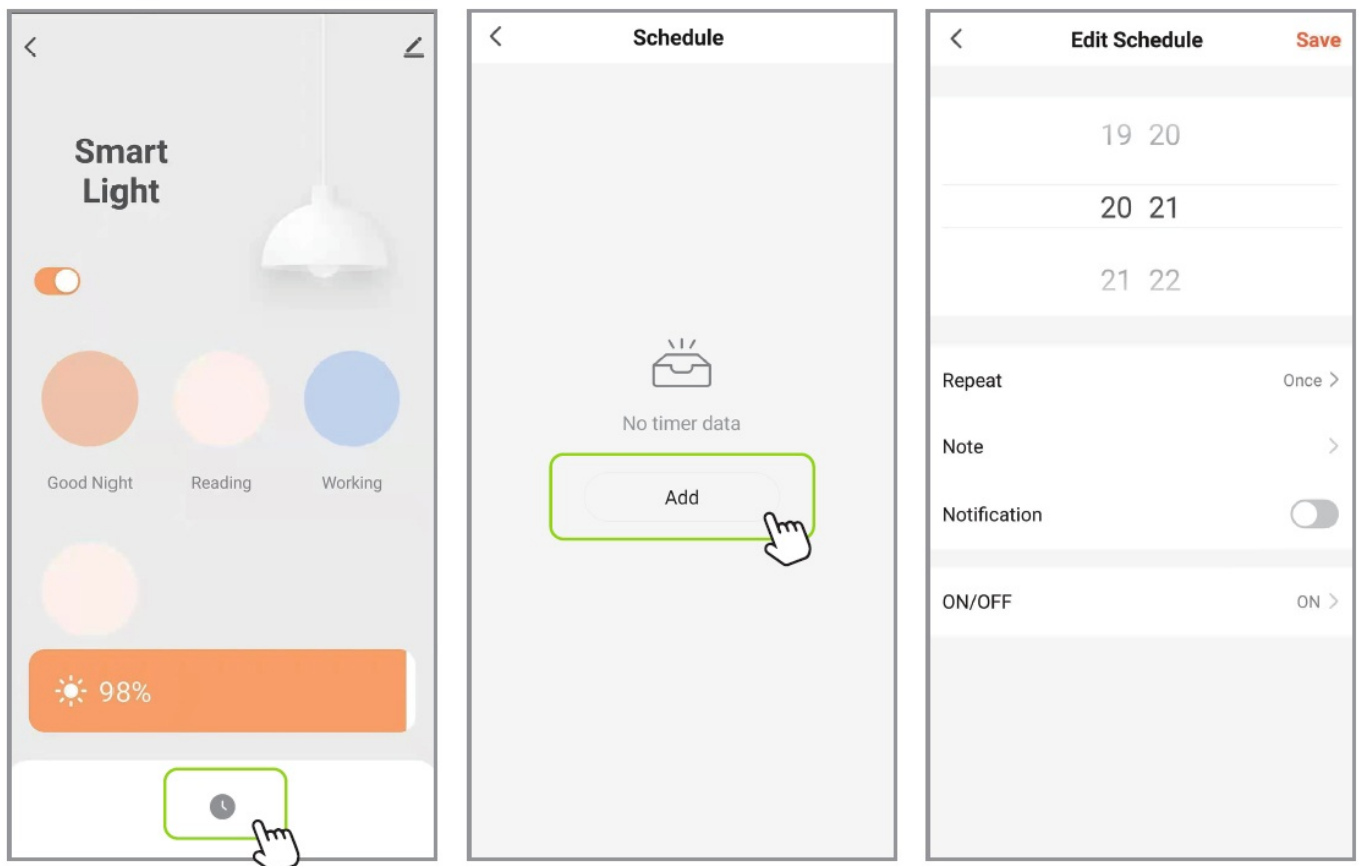 Smart
Light
Good Night Reading Working
98%
Schedule
No timer data
Add
Edit Schedule Save
19 20
20 21
21 22
Repeat Once
Note
Notification
ON/OFF ON